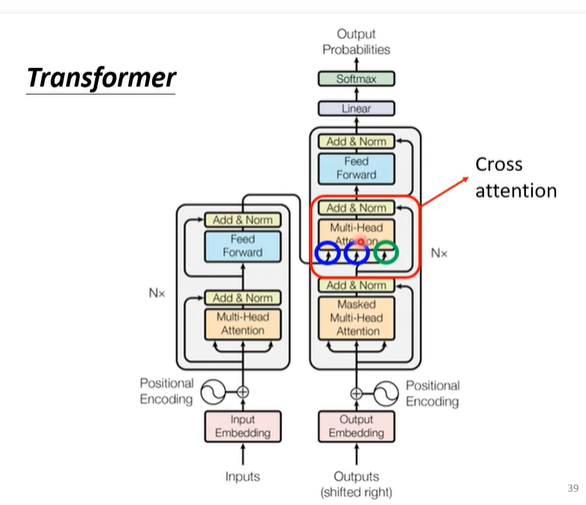 Transformer
Output
Probabilities
Softmax
Linear
Add & Norm
Feed
Forward
Add & Norm
Multi-Head
Attention
Cross
attention
Nx
Add & Norm
Masked
Multi-Head
Attention
Add & Norm
Feed
Forward
Nx
Add & Norm
Multi-Head
Attention
Positional
Encoding
Positional
Encoding
Input
Embedding
Output
Embedding
Inputs
Outputs
(shifted right)
39